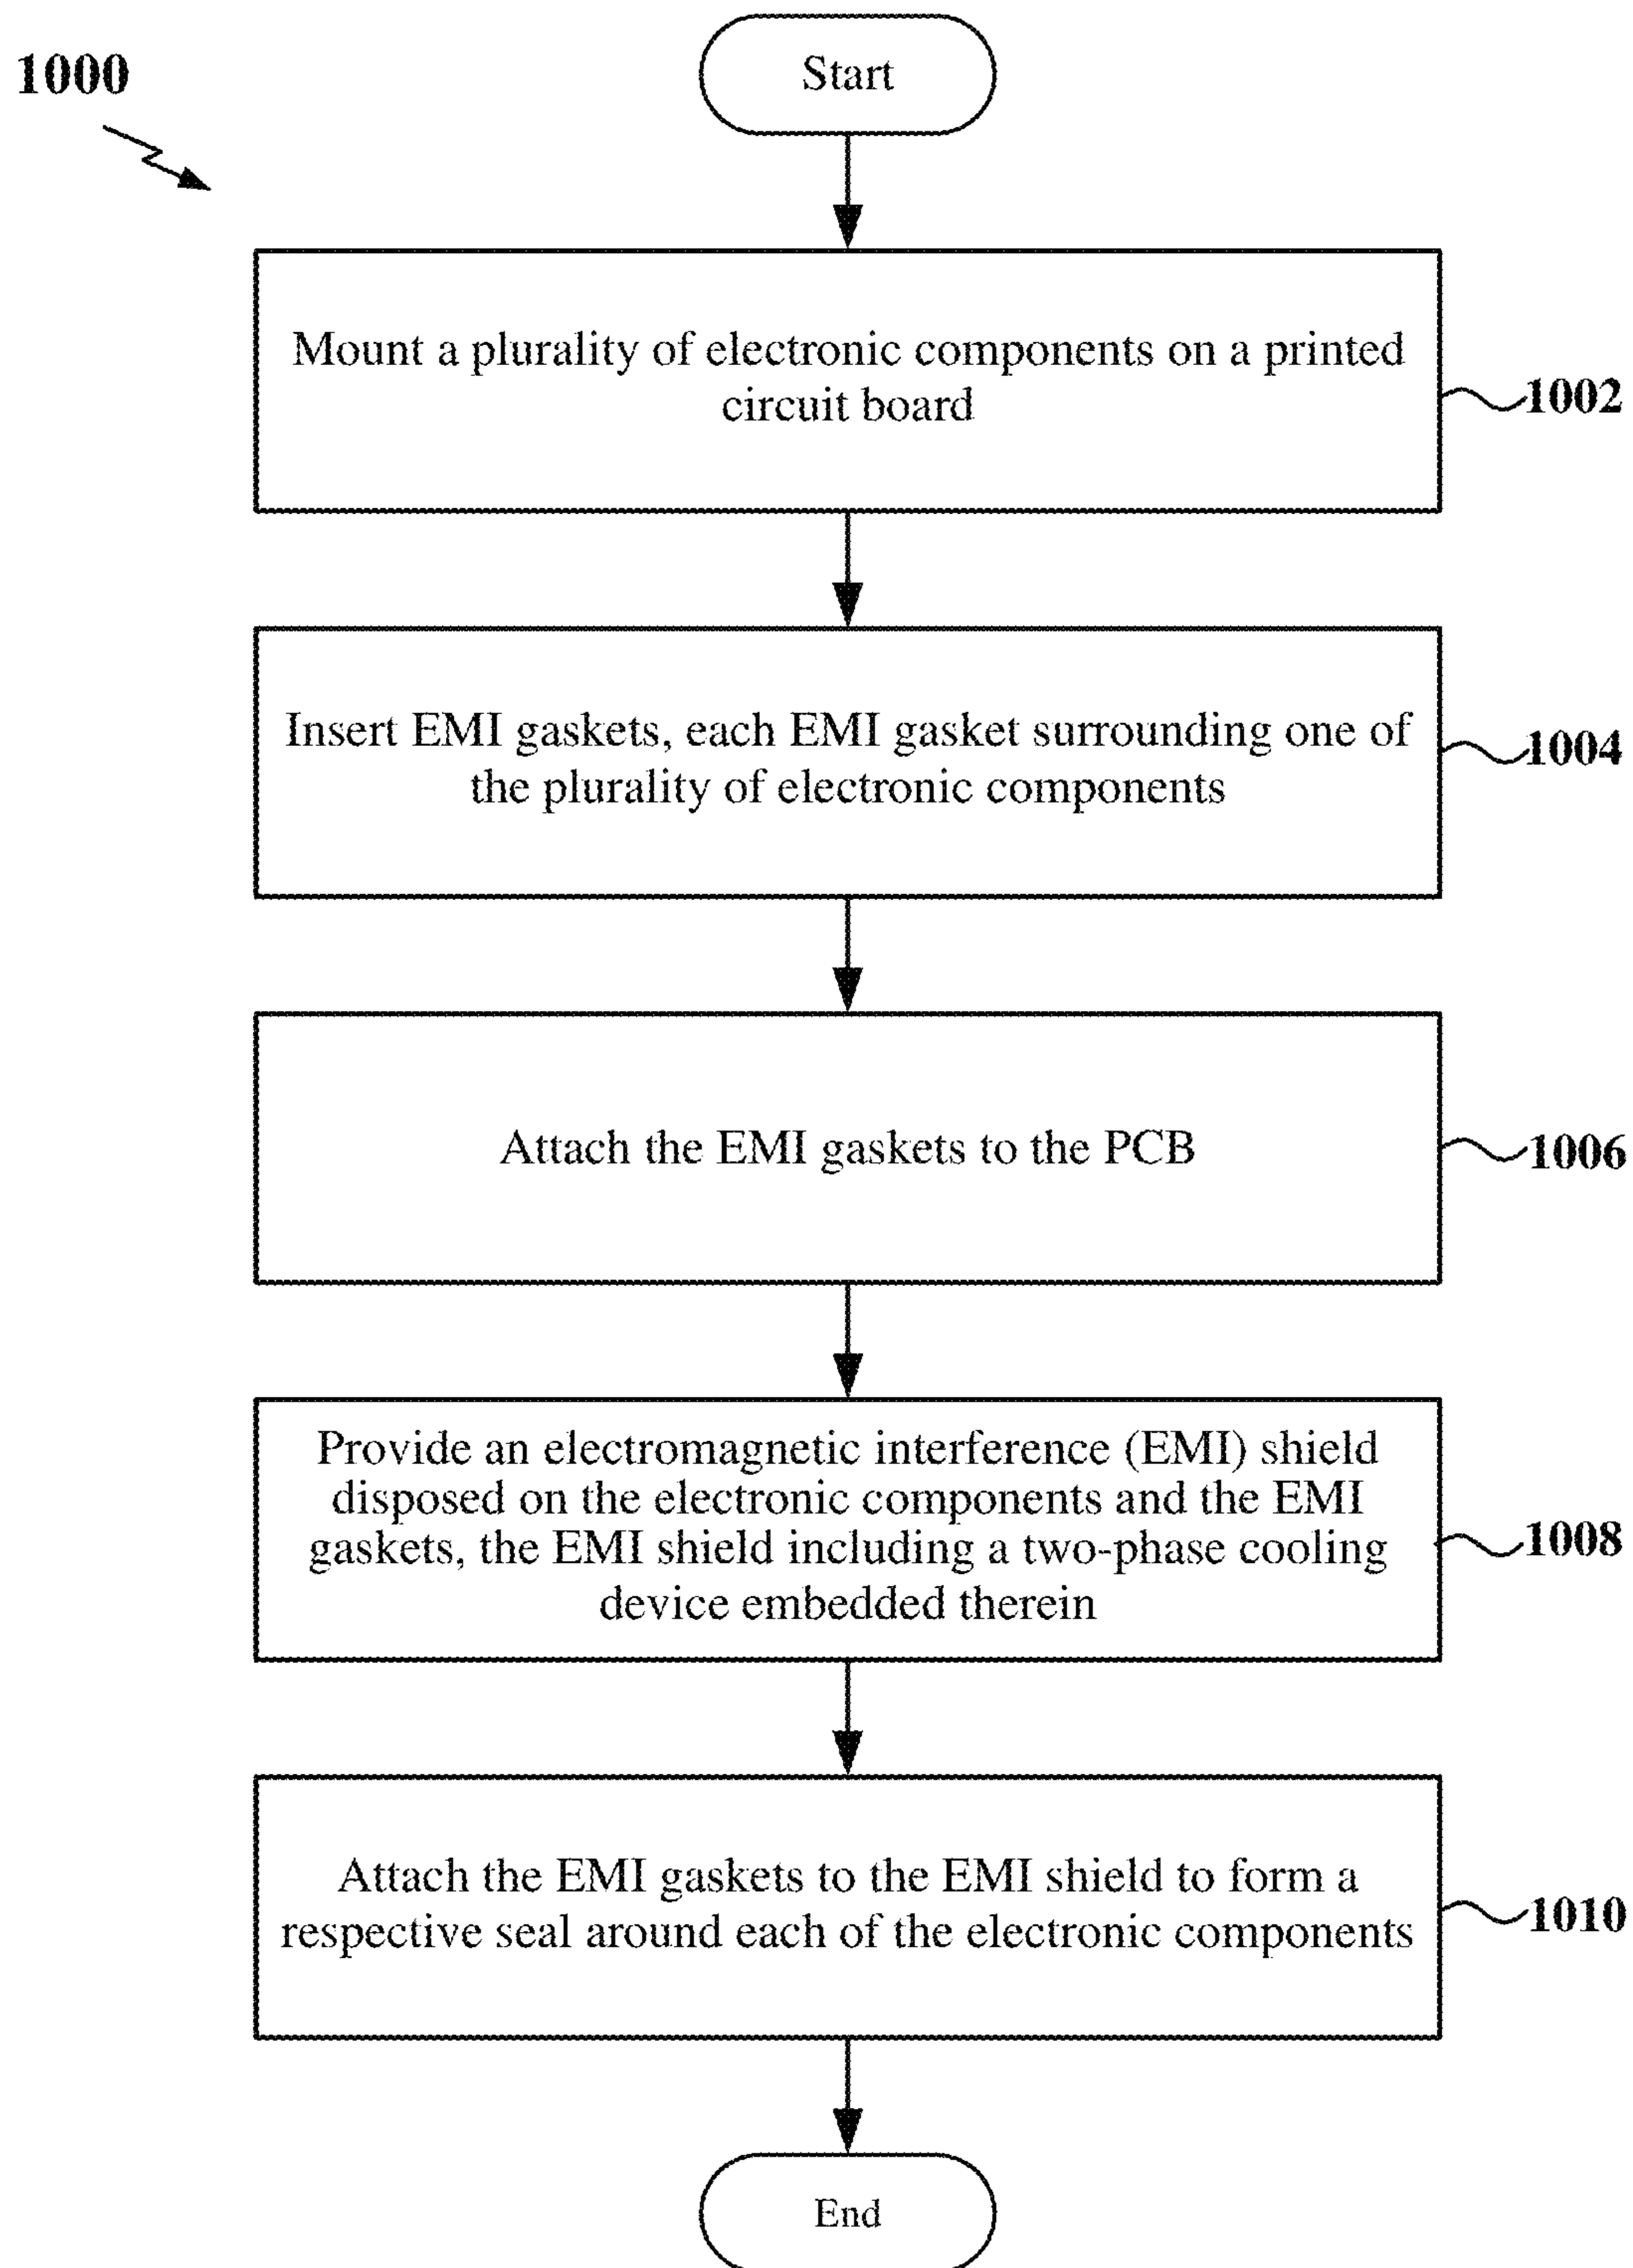 1000
Start
Mount a plurality of electronic components on a printed
circuit board
1002
Insert EMI gaskets, each EMI gasket surrounding one of
the plurality of electronic components
1004
Attach the EMI gaskets to the PCB
1006
Provide an electromagnetic interference (EMI) shield
disposed on the electronic components and the EMI
gaskets, the EMI shield including a two-phase cooling
device embedded therein
1008
Attach the EMI gaskets to the EMI shield to form a
respective seal around each of the electronic components
1010
End